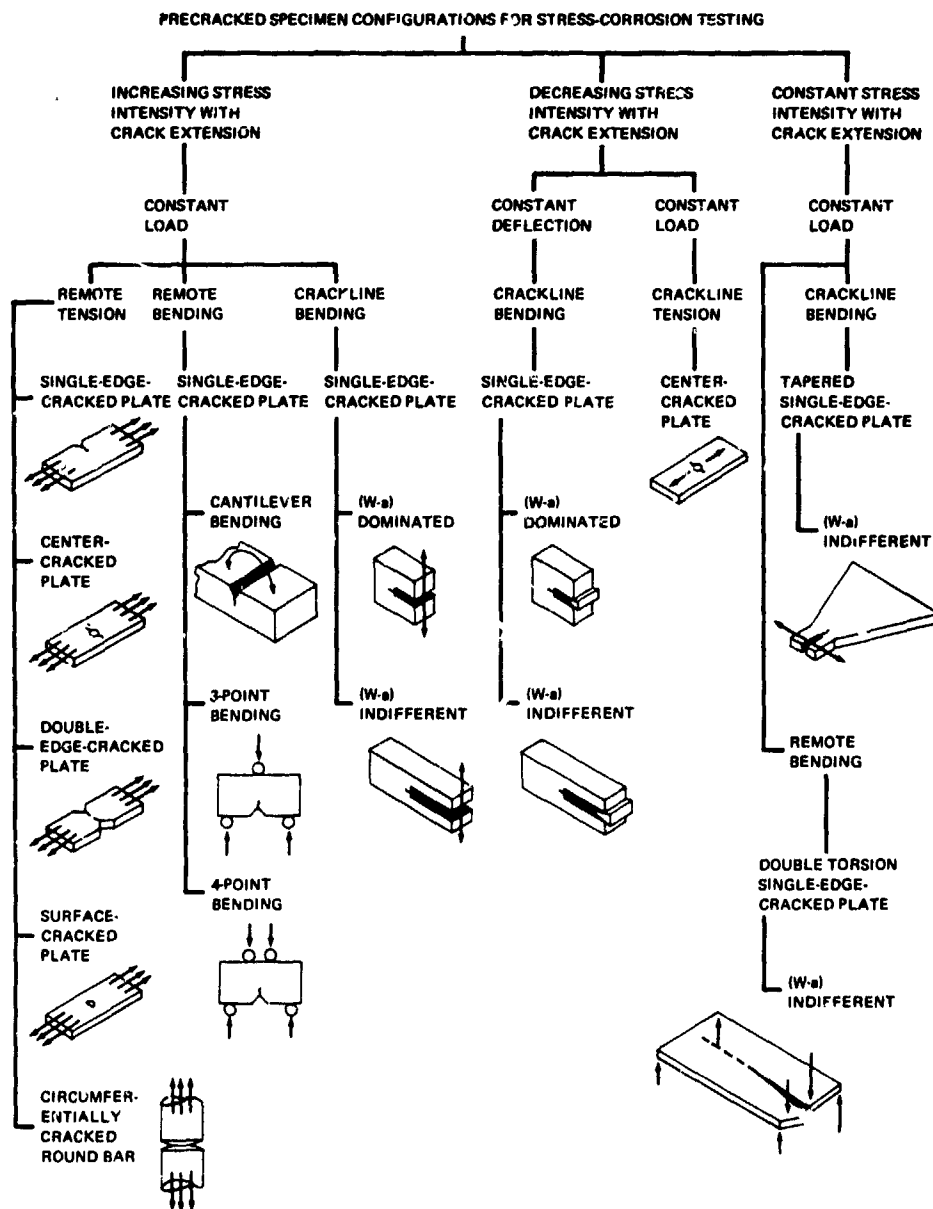 PRECRACKED SPECIMEN CONFIGURATIONS FOR STRESS-CORROSION TESTING
INCREASING STRESS
INTENSITY WITH
CRACK EXTENSION
DECREASING STRESS
INTENSITY WITH
CRACK EXTENSION
CONSTANT STRESS
INTENSITY WITH
CRACK EXTENSION
CONSTANT
LOAD
CONSTANT
DEFLECTION
CONSTANT
LOAD
CONSTANT
LOAD
REMOTE
TENSION
REMOTE
BENDING
CRACKLINE
BENDING
CRACKLINE
BENDING
CRACKLINE
TENSION
CRACKLINE
BENDING
SINGLE-EDGE-
CRACKED PLATE
SINGLE-EDGE-
CRACKED PLATE
SINGLE-EDGE-
CRACKED PLATE
SINGLE-EDGE-
CRACKED PLATE
CENTER-
CRACKED
PLATE
TAPERED
SINGLE-EDGE-
CRACKED PLATE
CANTILEVER
BENDING
(W-a)
DOMINATED
(W-a)
DOMINATED
(W-a)
INDIFFERENT
CENTER-
CRACKED
PLATE
3-POINT
BENDING
(W-a)
INDIFFERENT
(W-a)
INDIFFERENT
DOUBLE-
EDGE-CRACKED
PLATE
REMOTE
BENDING
4-POINT
BENDING
DOUBLE TORSION
SINGLE-EDGE-
CRACKED PLATE
SURFACE-
CRACKED
PLATE
(W-a)
INDIFFERENT
CIRCUMFER-
ENTIALLY
CRACKED
ROUND BAR